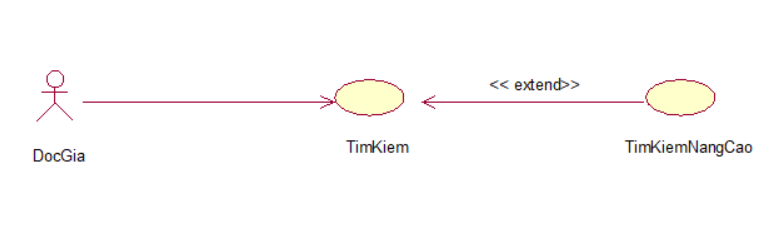 << extend>>
DocGia
TimKiem
TimKiemNangCao